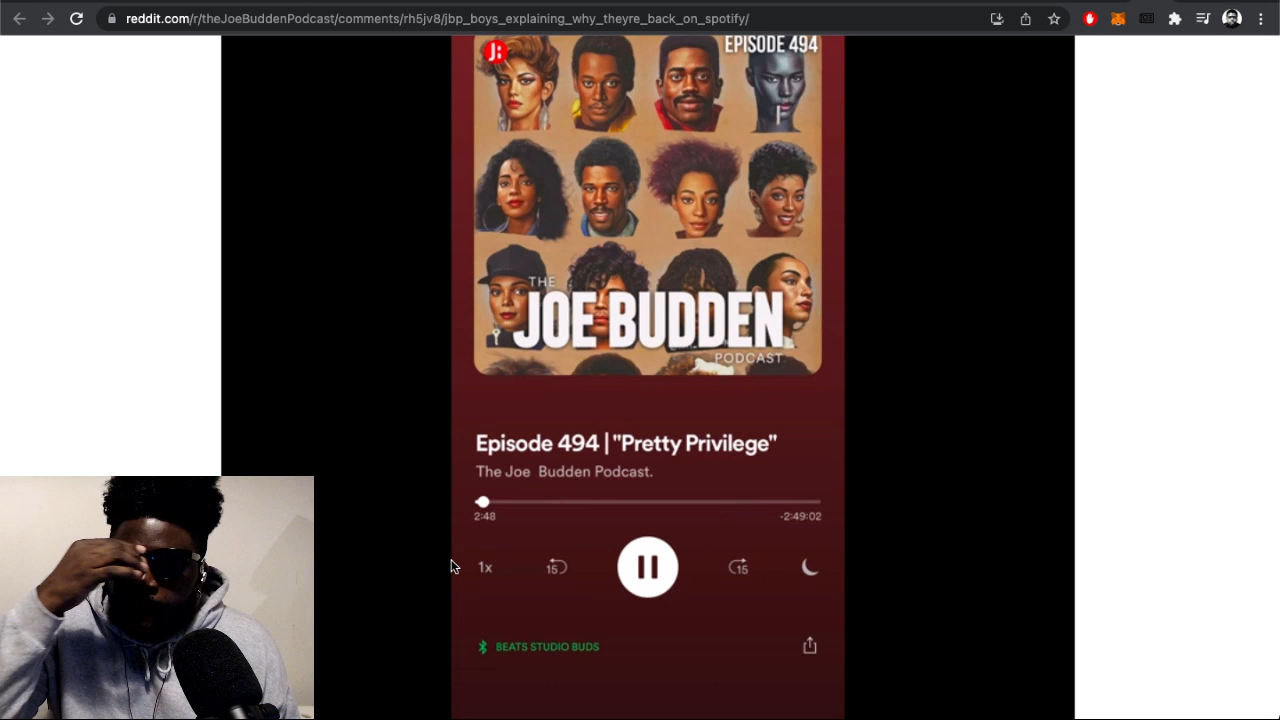 reddit.com/r/theJoeBuddenPodcast/comments/rh5jv8/jbp_boys_explaining_why_theyre_back_on_spotify/
J:
EPISODE 494
THE
JOE BUDDEN
PODCAST
Episode 494 | "Pretty Privilege"
The Joe Budden Podcast.
2:48
-2:49:02
1x
15
15
BEATS STUDIO BUDS